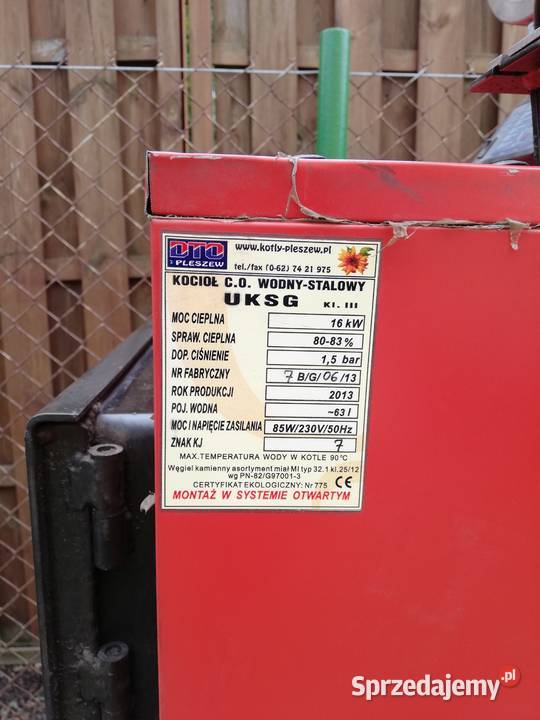 OTO
PLESZEW
www.kotly-pleszew.pl
tel./fax (0-62) 74 21 975
KOCIOŁ C.O. WODNY-STALOWY
UKSG Kl. III
MOC CIEPLNA 16 kW
SPRAW. CIEPLNA 80-83 %
DOP. CIŚNIENIE 1,5 bar
NR FABRYCZNY 7 B/G/06/13
ROK PRODUKCJI 2013
POJ. WODNA ~63 l
MOC I NAPIĘCIE ZASILANIA 85W/230V/50Hz
ZNAK KJ 7
MAX.TEMPERATURA WODY W KOTLE 90°C
Węgiel kamienny asortyment miał MI typ 32.1 kl.25/12
wg PN-82/G97001-3
CERTYFIKAT EKOLOGICZNY: Nr 775 CE
MONTAŻ W SYSTEMIE OTWARTYM
Sprzedajemy.pl